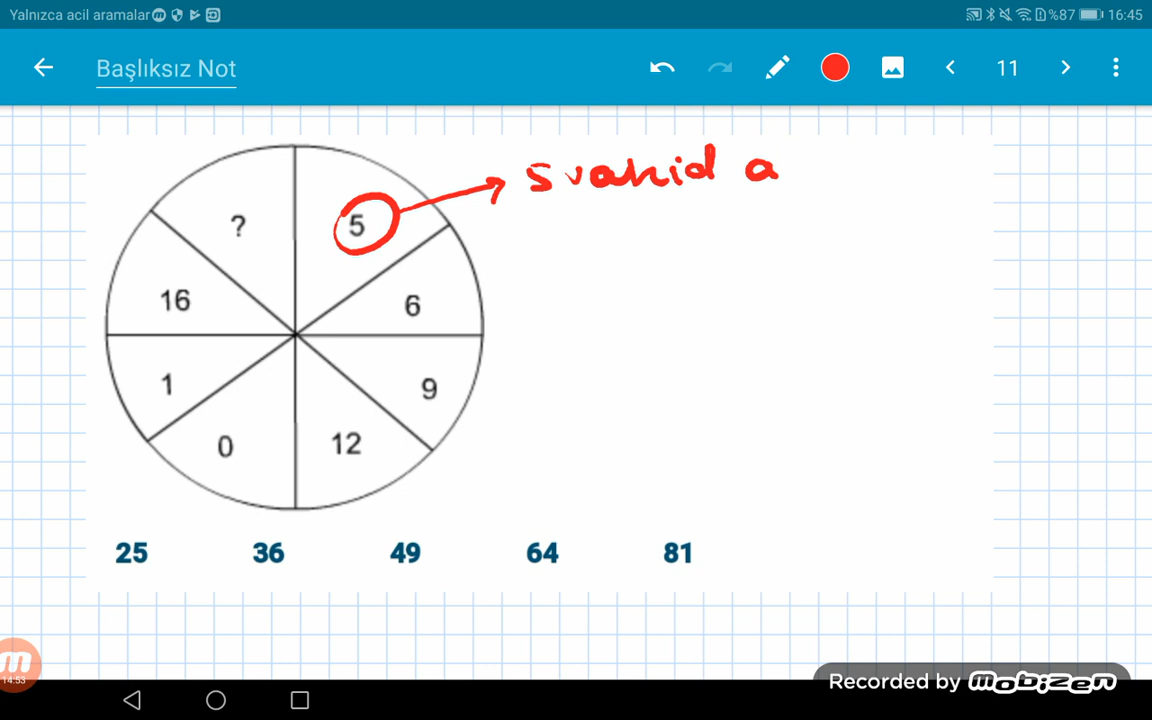 Yalnızca acil aramalar
%87 16:45
Başlıksız Not
11
5 vahid a
? 5
16 6
1 9
0 12
25 36 49 64 81
14:53
Recorded by mobizen